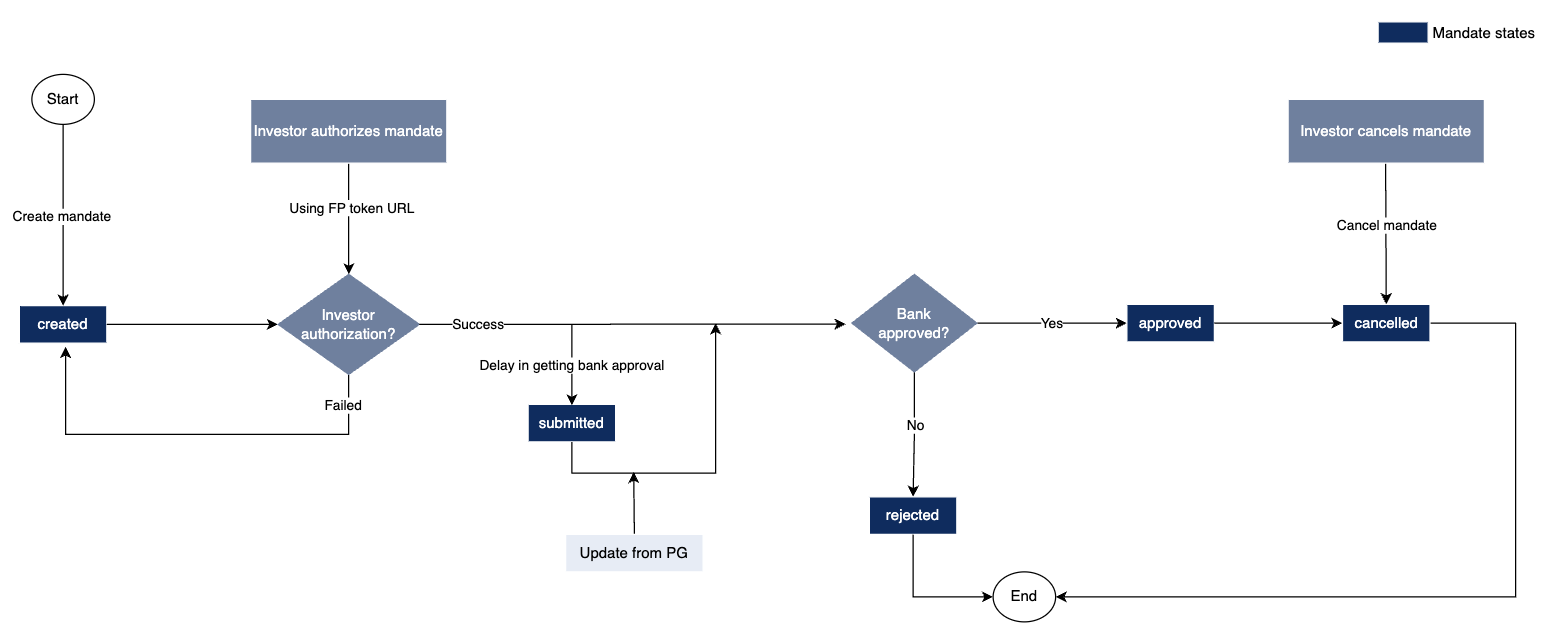 Mandate states
Start
Investor authorizes mandate
Investor cancels mandate
Using FP token URL
Create mandate
Cancel mandate
created
Investor
authorization?
Success
Bank
approved?
Yes
approved
cancelled
Delay in getting bank approval
Failed
submitted
No
rejected
Update from PG
End